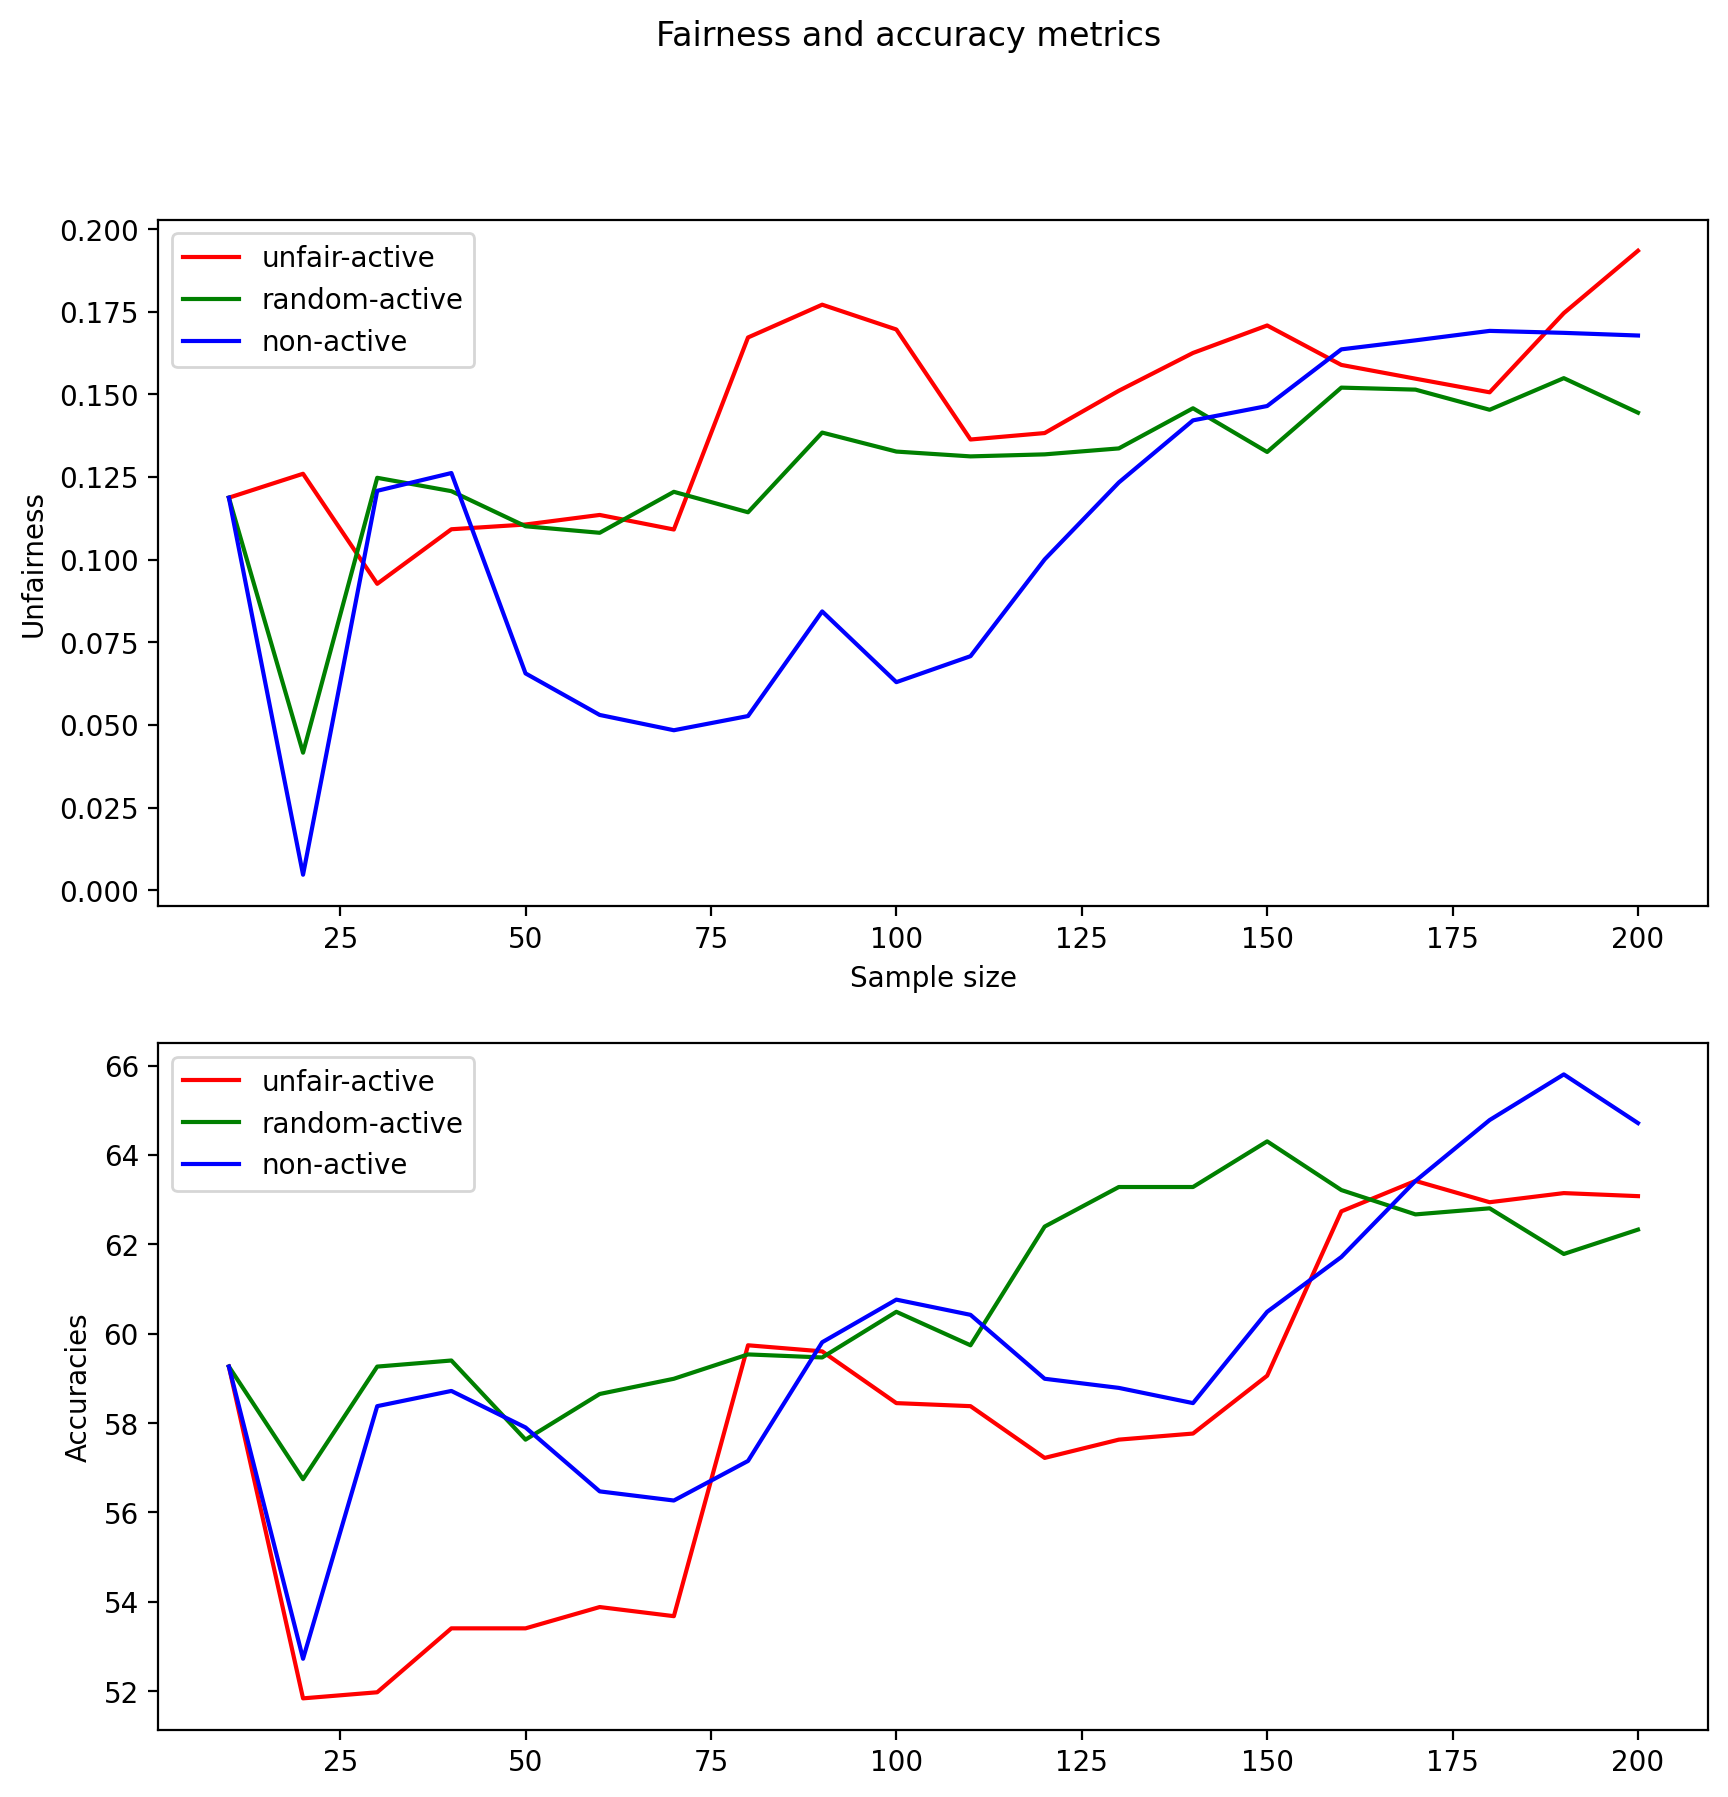 Fairness and accuracy metrics
0.200
0.175
0.150
0.125
0.100
0.075
0.050
0.025
0.000
Unfairness
unfair-active
random-active
non-active
25 50 75 100 125 150 175 200
Sample size
66
64
62
60
58
56
54
52
Accuracies
unfair-active
random-active
non-active
25 50 75 100 125 150 175 200